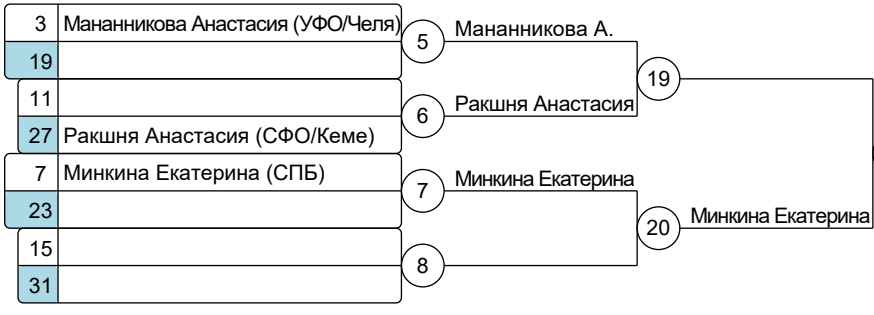 3 Мананникова Анастасия (УФО/Челя)
19
5
Мананникова А.
11
27 Ракшня Анастасия (СФО/Кеме)
6
Ракшня Анастасия
19
7 Минкина Екатерина (СПБ)
23
7
Минкина Екатерина
15
31
8
20
Минкина Екатерина